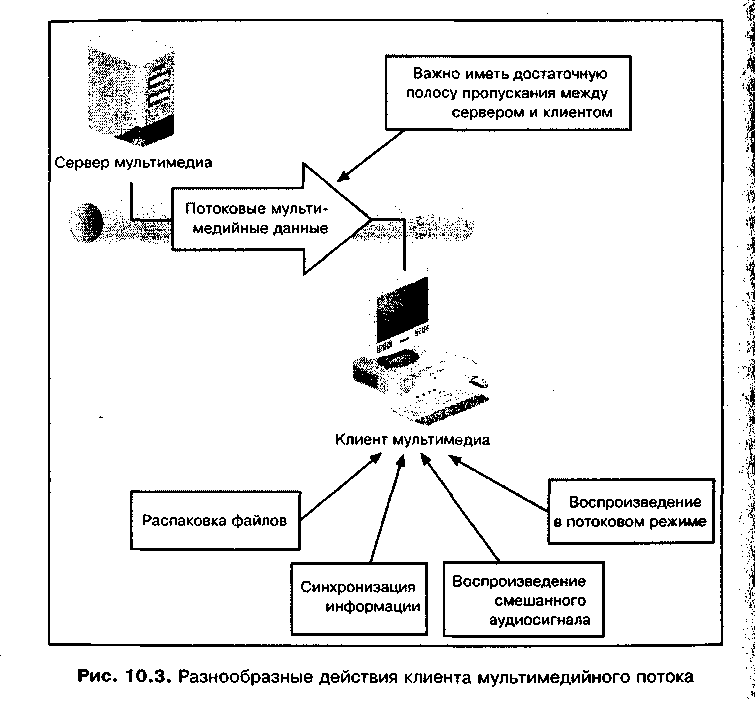 Важно иметь достаточную
полосу пропускания между
сервером и клиентом
Сервер мультимедиа
Потоковые мульти-
медийные данные
Клиент мультимедиа
Распаковка файлов
Воспроизведение
в потоковом режиме
Синхронизация
информации
Воспроизведение
смешанного
аудиосигнала
Рис. 10.3. Разнообразные действия клиента мультимедийного потока